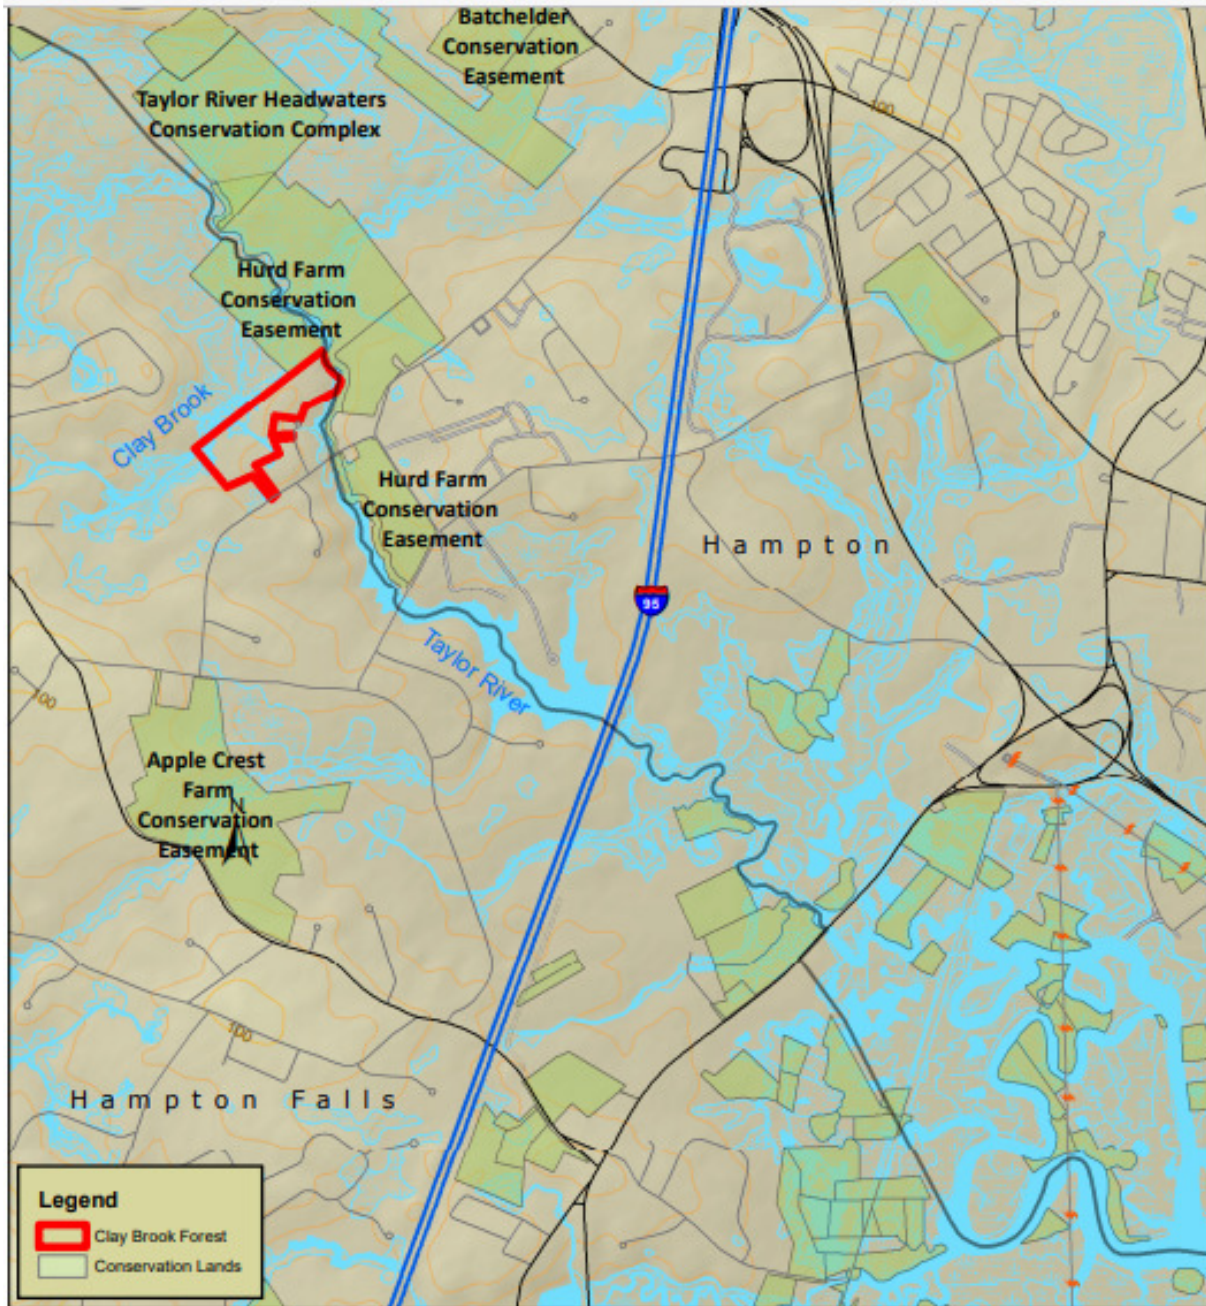 Batchelder
Conservation
Easement
Taylor River Headwaters
Conservation Complex
100
Hurd Farm
Conservation
Easement
Clay Brook
Hurd Farm
Conservation
Easement
Hampton
95
Taylor River
100
Apple Crest
Farm
N
Conservation
Easement
100
Hampton Falls
Legend
Clay Brook Forest
Conservation Lands